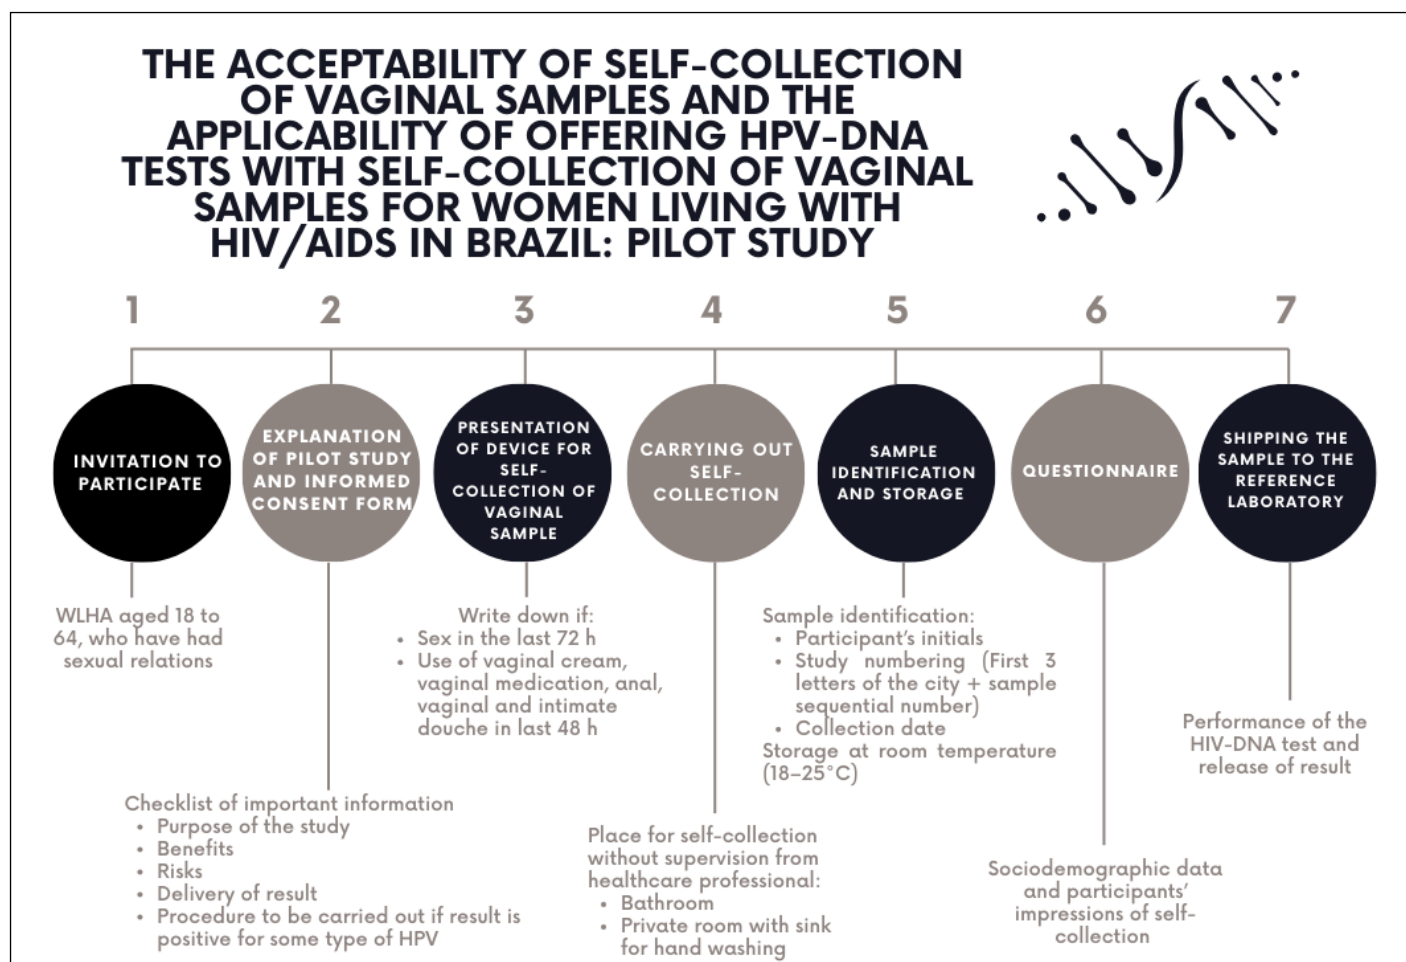 THE ACCEPTABILITY OF SELF-COLLECTION
OF VAGINAL SAMPLES AND THE
APPLICABILITY OF OFFERING HPV-DNA
TESTS WITH SELF-COLLECTION OF VAGINAL
SAMPLES FOR WOMEN LIVING WITH
HIV/AIDS IN BRAZIL: PILOT STUDY
1
INVITATION TO
PARTICIPATE
WLHA aged 18 to
64, who have had
sexual relations
2
EXPLANATION
OF PILOT STUDY
AND INFORMED
CONSENT FORM
Checklist of important information
• Purpose of the study
• Benefits
• Risks
• Delivery of result
• Procedure to be carried out if result is
positive for some type of HPV
3
PRESENTATION
OF DEVICE FOR
SELF-
COLLECTION OF
VAGINAL
SAMPLE
Write down if:
• Sex in the last 72 h
• Use of vaginal cream,
vaginal medication, anal,
vaginal and intimate
douche in last 48 h
4
CARRYING OUT
SELF-
COLLECTION
Place for self-collection
without supervision from
healthcare professional:
• Bathroom
• Private room with sink
for hand washing
5
SAMPLE
IDENTIFICATION
AND STORAGE
Sample identification:
• Participant's initials
• Study numbering (First 3
letters of the city + sample
sequential number)
• Collection date
Storage at room temperature
(18–25°C)
6
QUESTIONNAIRE
Sociodemographic data
and participants'
impressions of self-
collection
7
SHIPPING THE
SAMPLE TO THE
REFERENCE
LABORATORY
Performance of the
HIV-DNA test and
release of result